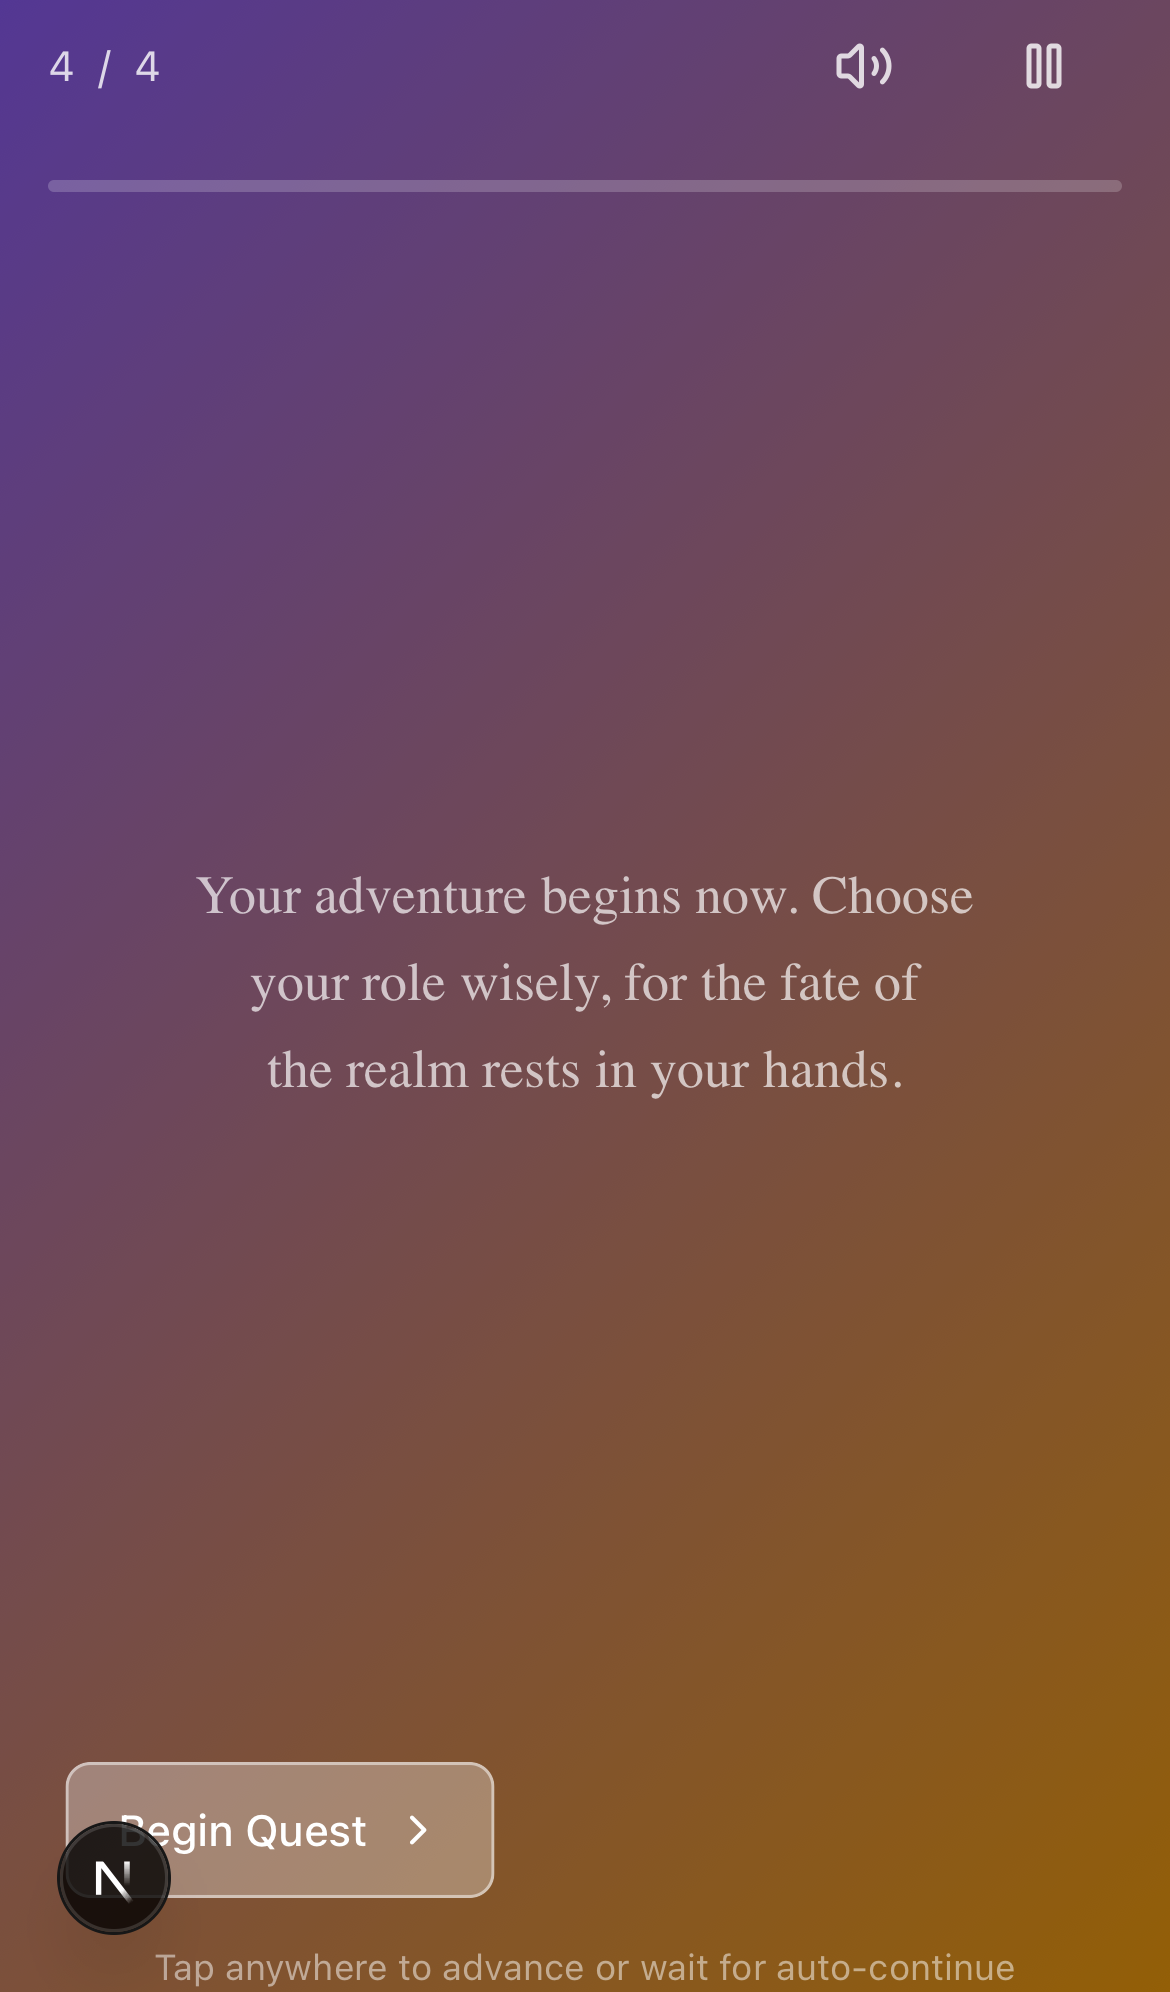 4 / 4
Your adventure begins now. Choose
your role wisely, for the fate of
the realm rests in your hands.
Begin Quest
N
Tap anywhere to advance or wait for auto-continue